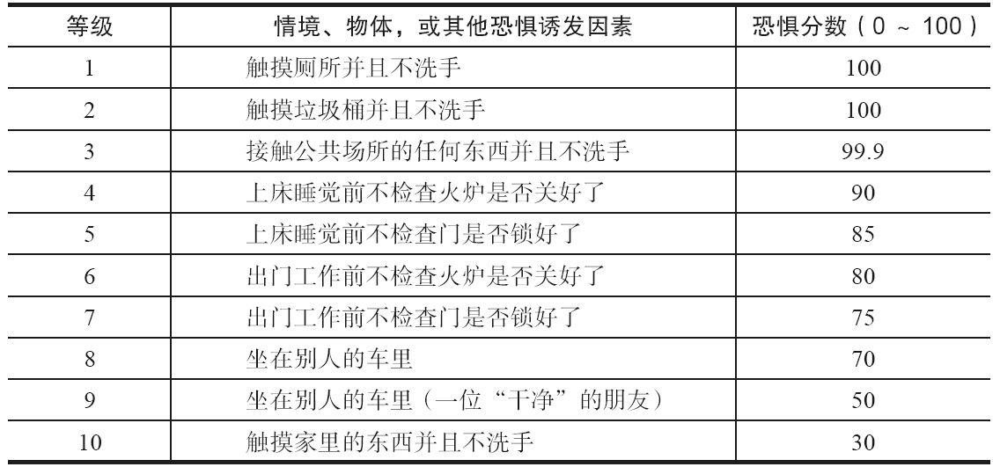 等级 情境、物体，或其他恐惧诱发因素 恐惧分数（0 ~ 100）
1 触摸厕所并且不洗手 100
2 触摸垃圾桶并且不洗手 100
3 接触公共场所的任何东西并且不洗手 99.9
4 上床睡觉前不检查火炉是否关好了 90
5 上床睡觉前不检查门是否锁好了 85
6 出门工作前不检查火炉是否关好了 80
7 出门工作前不检查门是否锁好了 75
8 坐在别人的车里 70
9 坐在别人的车里（一位“干净”的朋友） 50
10 触摸家里的东西并且不洗手 30